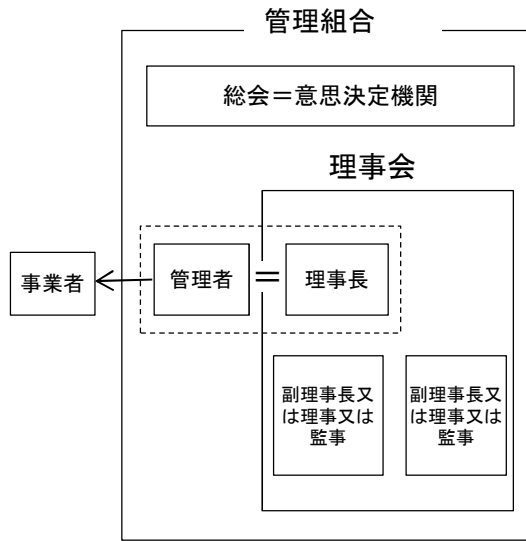 管理組合
総会＝意思決定機関
理事会
事業者
管理者
＝
理事長
副理事長又
は理事又は
監事
副理事長又
は理事又は
監事